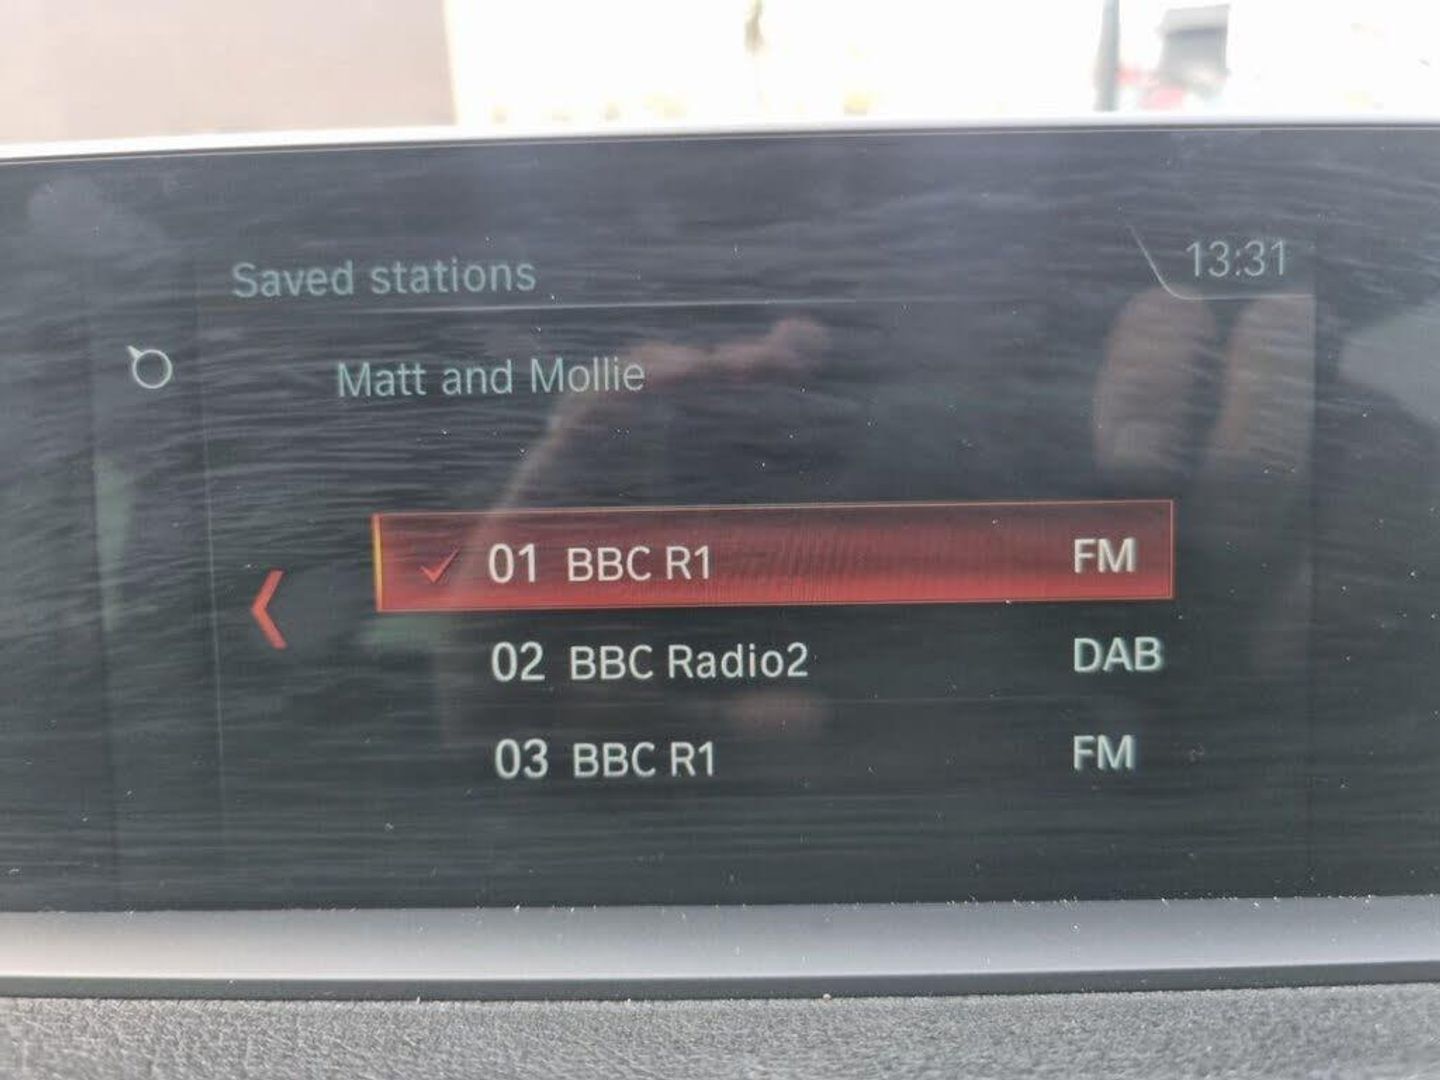 Saved stations 13:31
Matt and Mollie
01 BBC R1 FM
02 BBC Radio2 DAB
03 BBC R1 FM